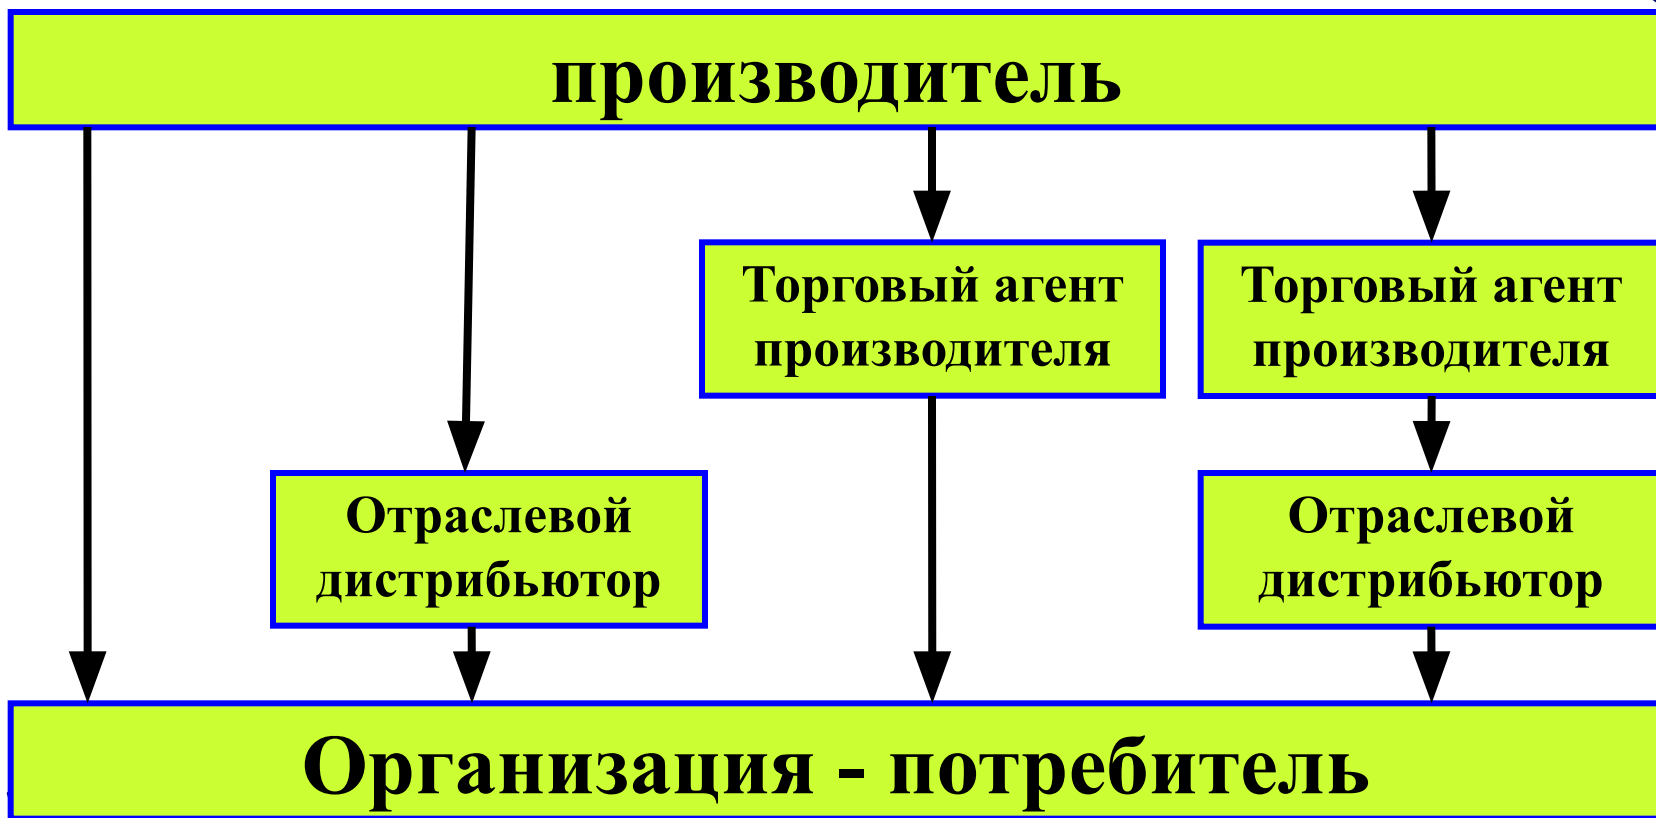 производитель
Торговый агент
производителя
Торговый агент
производителя
Отраслевой
дистрибьютор
Отраслевой
дистрибьютор
Организация - потребитель